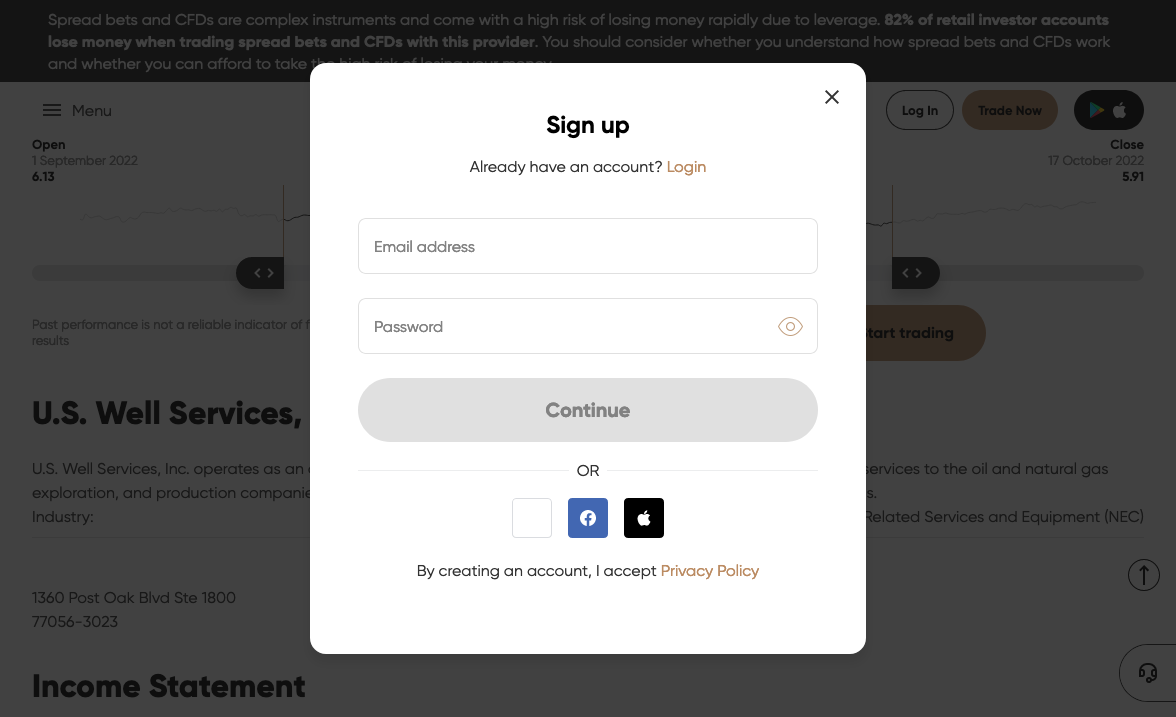 Spread bets and CFDs are complex instruments and come with a high risk of losing money rapidly due to leverage. 82% of retail investor accounts
lose money when trading spread bets and CFDs with this provider. You should consider whether you understand how spread bets and CFDs work
and whether you can afford to take the high risk of losing your money.
Menu
Log In
Trade Now
Open
1 September 2022
6.13
Close
17 October 2022
5.91
Sign up
Already have an account? Login
Email address
Password
Continue
OR
By creating an account, I accept Privacy Policy
Past performance is not a reliable indicator of
results
Start trading
U.S. Well Services,
U.S. Well Services, Inc. operates as an
services to the oil and natural gas
exploration, and production companie
Industry:
Related Services and Equipment (NEC)
1360 Post Oak Blvd Ste 1800
77056-3023
Income Statement